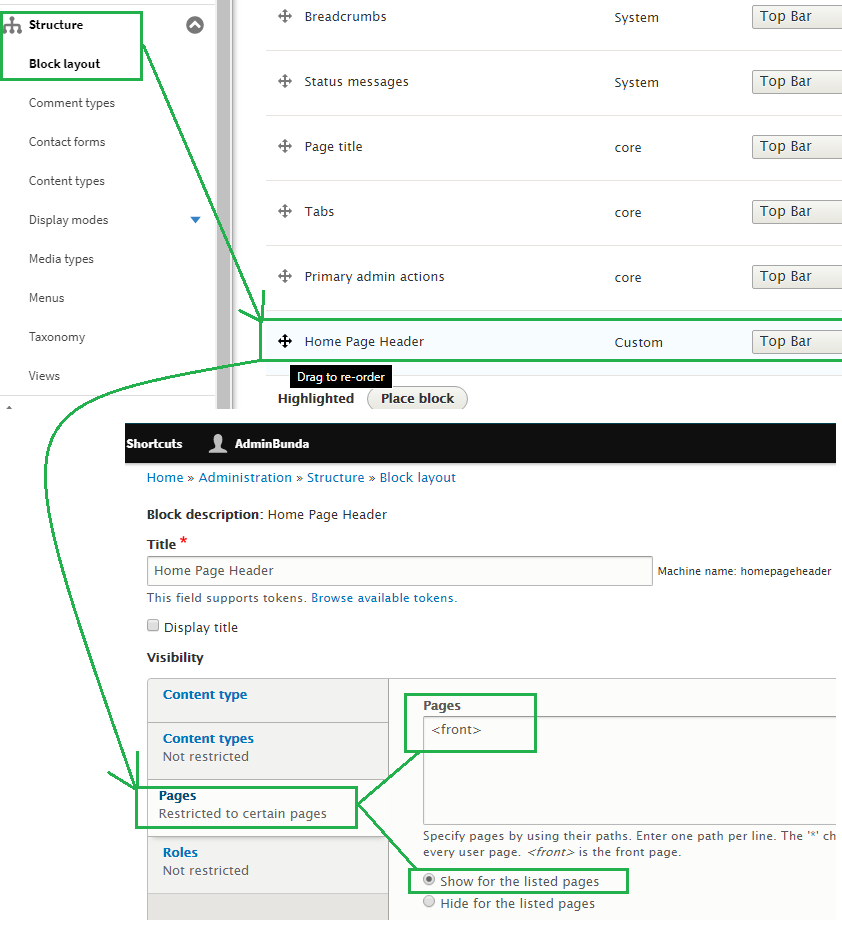 Structure
Block layout
Comment types
Contact forms
Content types
Display modes
Media types
Menus
Taxonomy
Views
Breadcrumbs System Top Bar
Status messages System Top Bar
Page title core Top Bar
Tabs core Top Bar
Primary admin actions core Top Bar
Home Page Header Custom Top Bar
Drag to re-order
Highlighted Place block
Shortcuts AdminBunda
Home » Administration » Structure » Block layout
Block description: Home Page Header
Title *
Home Page Header Machine name: homepageheader
This field supports tokens. Browse available tokens.
Display title
Visibility
Content type
Content types
Not restricted
Pages
Restricted to certain pages
Roles
Not restricted
Pages
<front>
Specify pages by using their paths. Enter one path per line. The '*' ch
every user page. <front> is the front page.
Show for the listed pages
Hide for the listed pages